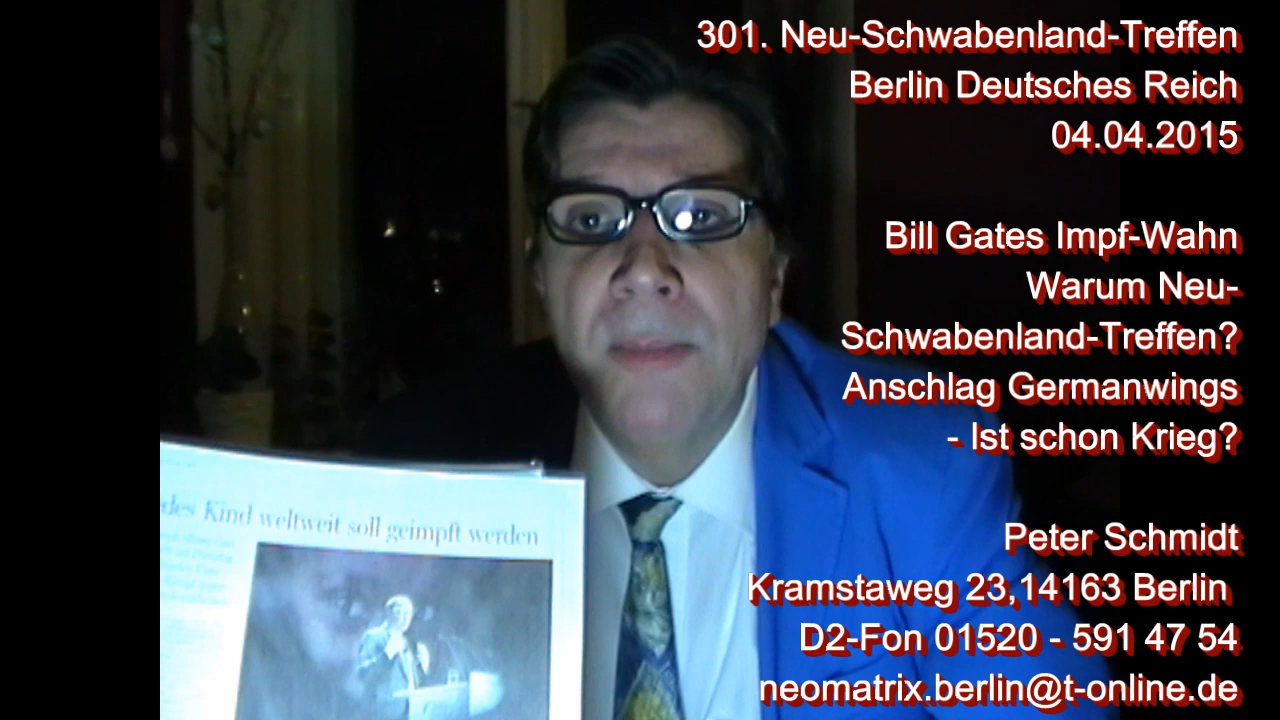 301. Neu-Schwabenland-Treffen
Berlin Deutsches Reich
04.04.2015
Bill Gates Impf-Wahn
Warum Neu-
Schwabenland-Treffen?
Anschlag Germanwings
- Ist schon Krieg?
Peter Schmidt
Kramstaweg 23,14163 Berlin
D2-Fon 01520 - 591 47 54
neomatrix.berlin@t-online.de
des Kind weltweit soll geimpft werden